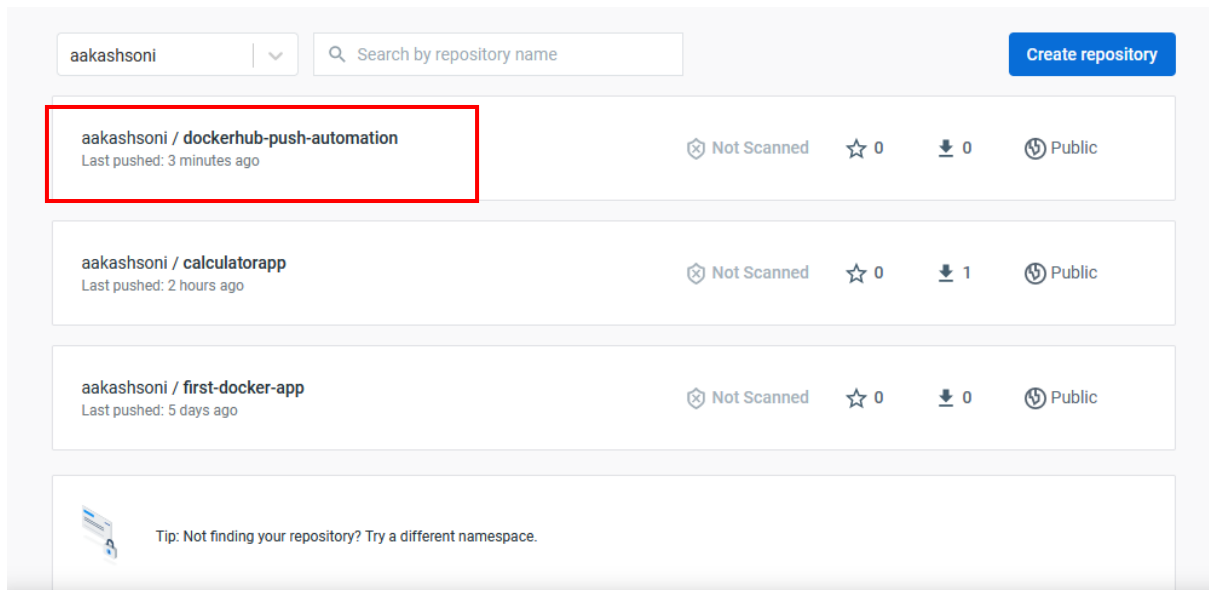 aakashsoni
Search by repository name
Create repository
aakashsoni / dockerhub-push-automation
Last pushed: 3 minutes ago
Not Scanned
0
0
Public
aakashsoni / calculatorapp
Last pushed: 2 hours ago
Not Scanned
0
1
Public
aakashsoni / first-docker-app
Last pushed: 5 days ago
Not Scanned
0
0
Public
Tip: Not finding your repository? Try a different namespace.